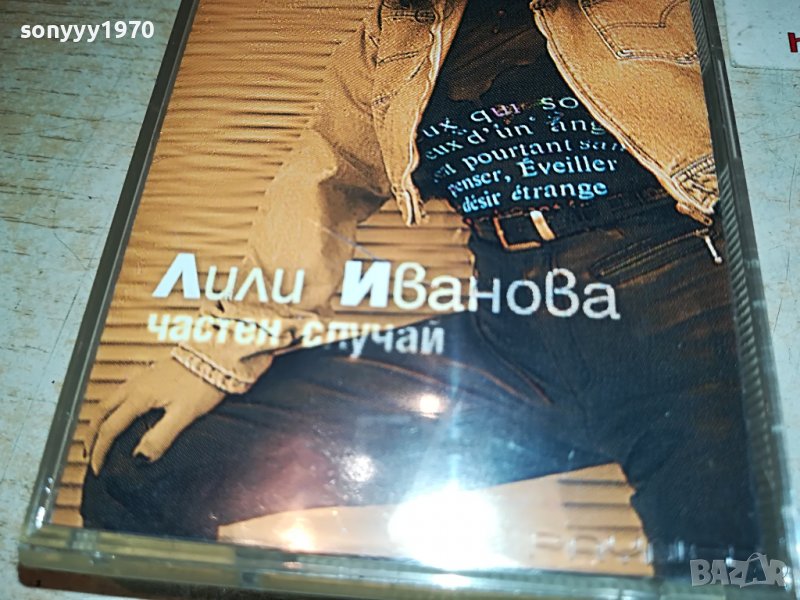 sonyyy1970
ux qui so
eux d'un ang
pourtant san
penser, Éveiller
désir étrange
Лили Иванова
частен случай
BAZAR